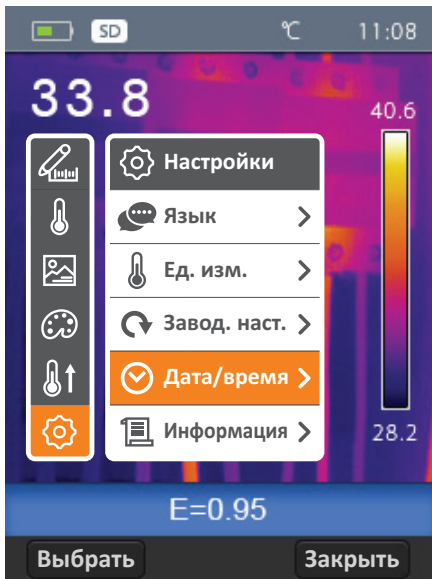 SD °C 11:08
33.8
40.6
Настройки
Язык
Ед. изм.
Завод. наст.
Дата/время
Информация
28.2
E=0.95
Выбрать Закрыть